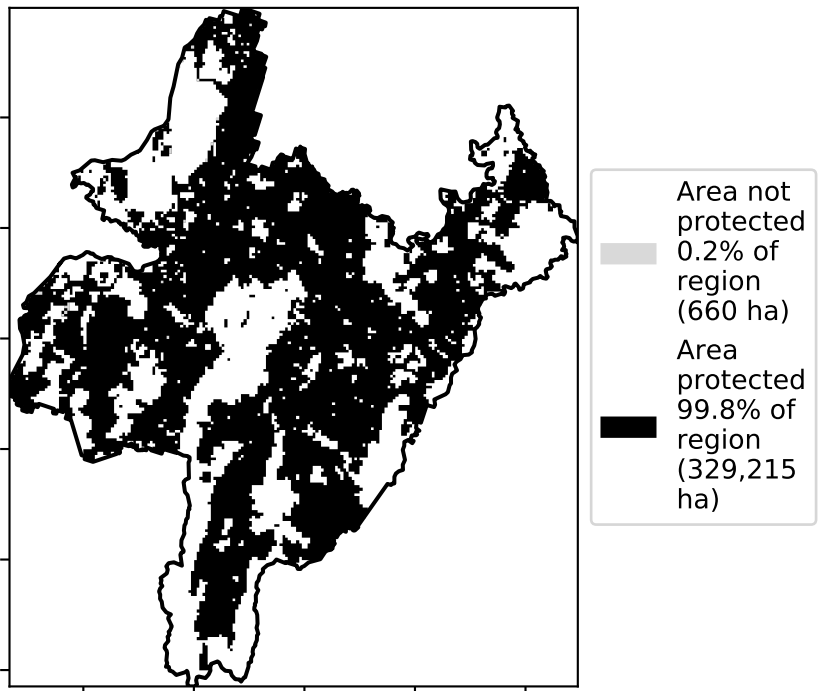 Area not
protected
0.2% of
region
(660 ha)
Area
protected
99.8% of
region
(329,215
ha)